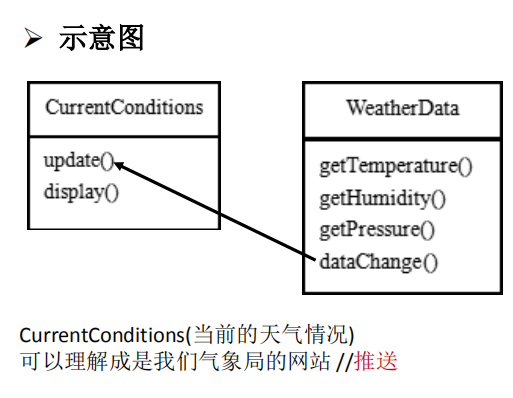 ➢ 示意图
CurrentConditions
update()
display()
WeatherData
getTemperature()
getHumidity()
getPressure()
dataChange()
CurrentConditions(当前的天气情况)
可以理解成是我们气象局的网站 //推送